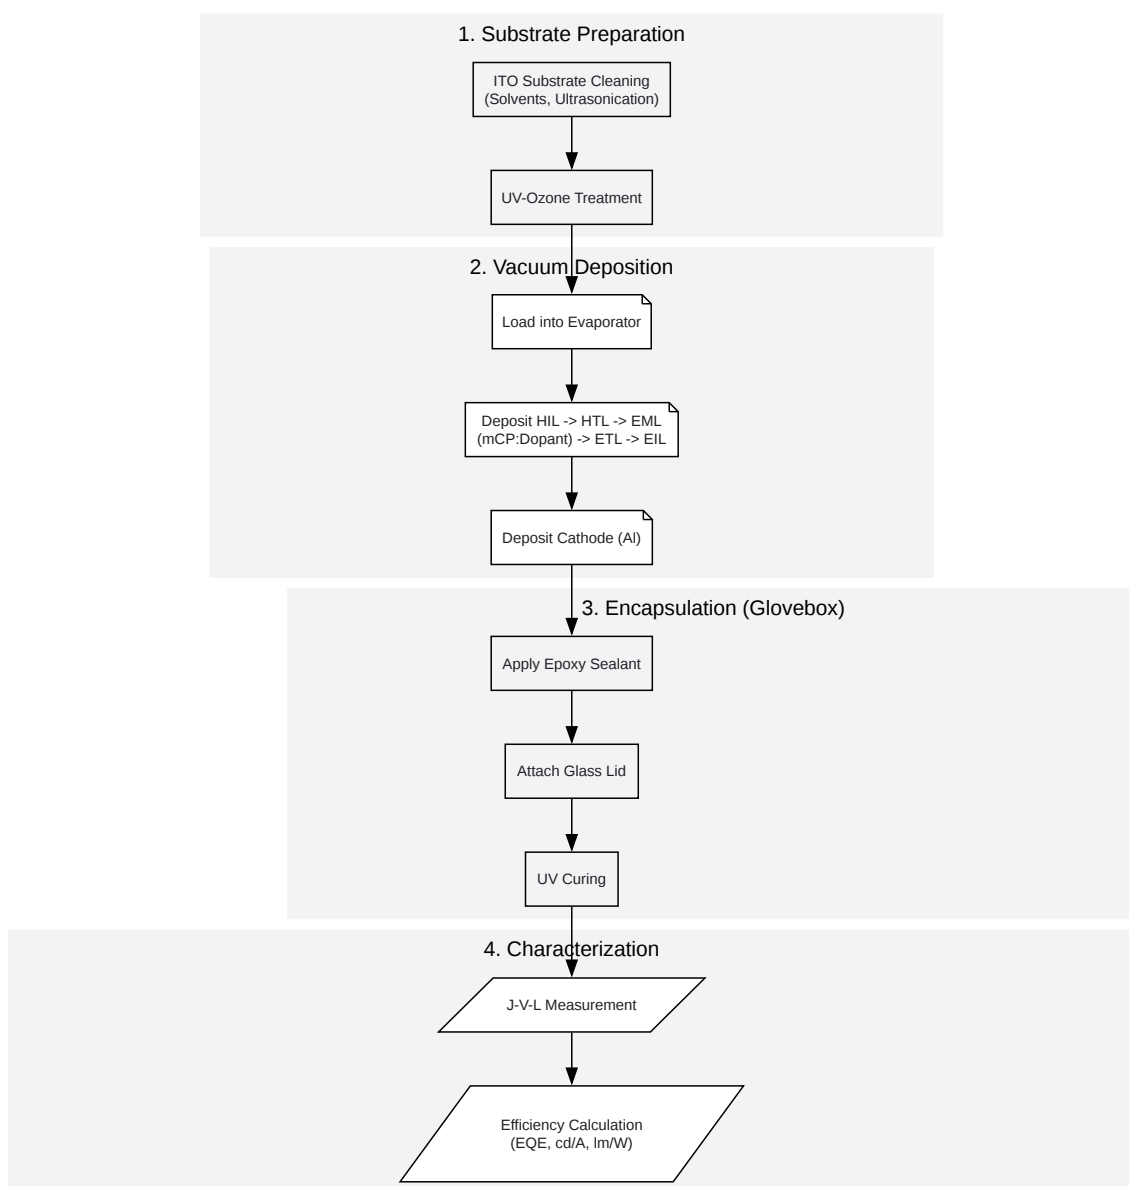 1. Substrate Preparation
ITO Substrate Cleaning
(Solvents, Ultrasonication)
UV-Ozone Treatment
2. Vacuum Deposition
Load into Evaporator
Deposit HIL -> HTL -> EML
(mCP:Dopant) -> ETL -> EIL
Deposit Cathode (Al)
3. Encapsulation (Glovebox)
Apply Epoxy Sealant
Attach Glass Lid
UV Curing
4. Characterization
J-V-L Measurement
Efficiency Calculation
(EQE, cd/A, lm/W)